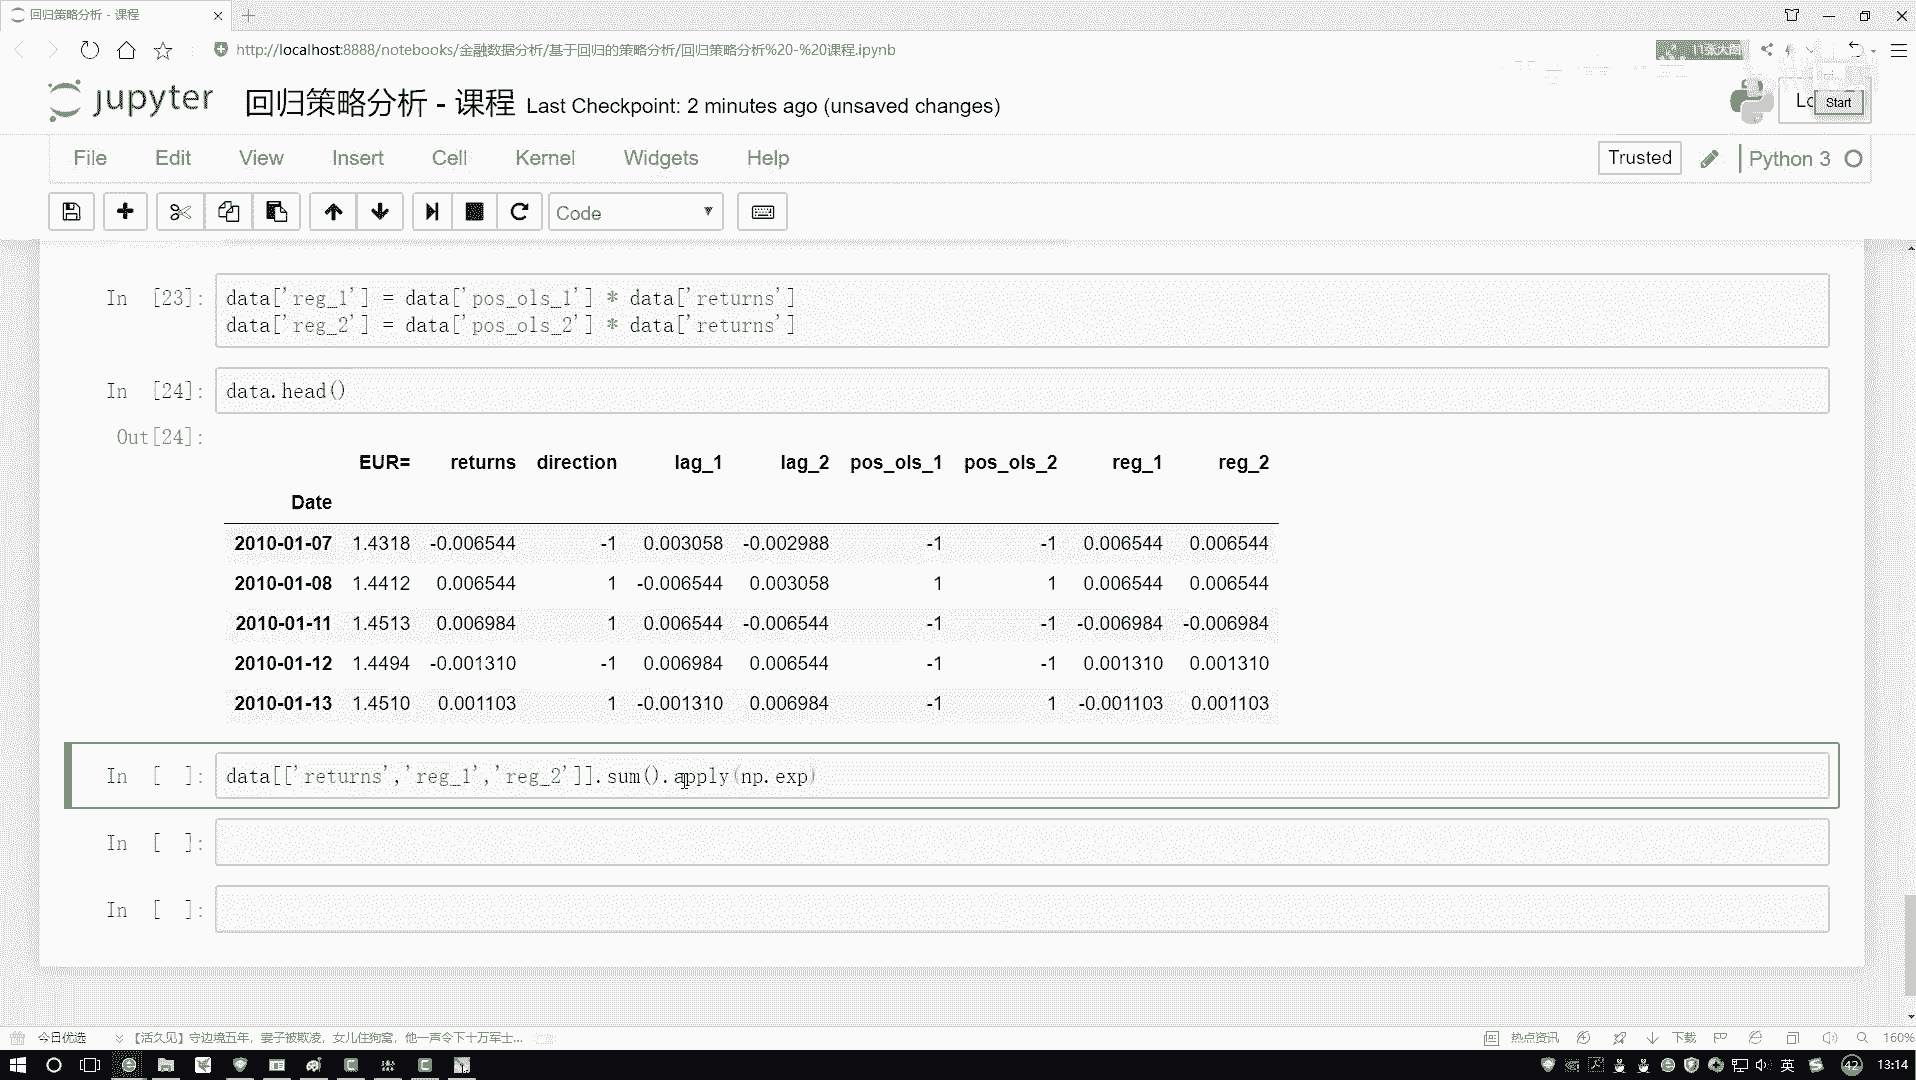 回归策略分析 - 课程
http://localhost:8888/notebooks/金融数据分析/基于回归的策略分析/回归策略分析%20-%20课程.ipynb
11张大图
jupyter 回归策略分析 - 课程 Last Checkpoint: 2 minutes ago (unsaved changes)
Start
File Edit View Insert Cell Kernel Widgets Help
Trusted
Python 3
Code
In [23]: data['reg_1'] = data['pos_ols_1'] * data['returns']
data['reg_2'] = data['pos_ols_2'] * data['returns']
In [24]: data.head()
Out[24]:
EUR= returns direction lag_1 lag_2 pos_ols_1 pos_ols_2 reg_1 reg_2
Date
2010-01-07 1.4318 -0.006544 -1 0.003058 -0.002988 -1 -1 0.006544 0.006544
2010-01-08 1.4412 0.006544 1 -0.006544 0.003058 1 1 0.006544 0.006544
2010-01-11 1.4513 0.006984 1 0.006544 -0.006544 -1 -1 -0.006984 -0.006984
2010-01-12 1.4494 -0.001310 -1 0.006984 0.006544 -1 -1 0.001310 0.001310
2010-01-13 1.4510 0.001103 1 -0.001310 0.006984 -1 1 -0.001103 0.001103
In [ ]: data[['returns','reg_1','reg_2']].sum().apply(np.exp)
In [ ]:
In [ ]:
今日优选 【活久见】守边境五年，妻子被欺凌，女儿住狗窝，他一声令下十万军士... 热点资讯 下载 160%
英 42 13:14